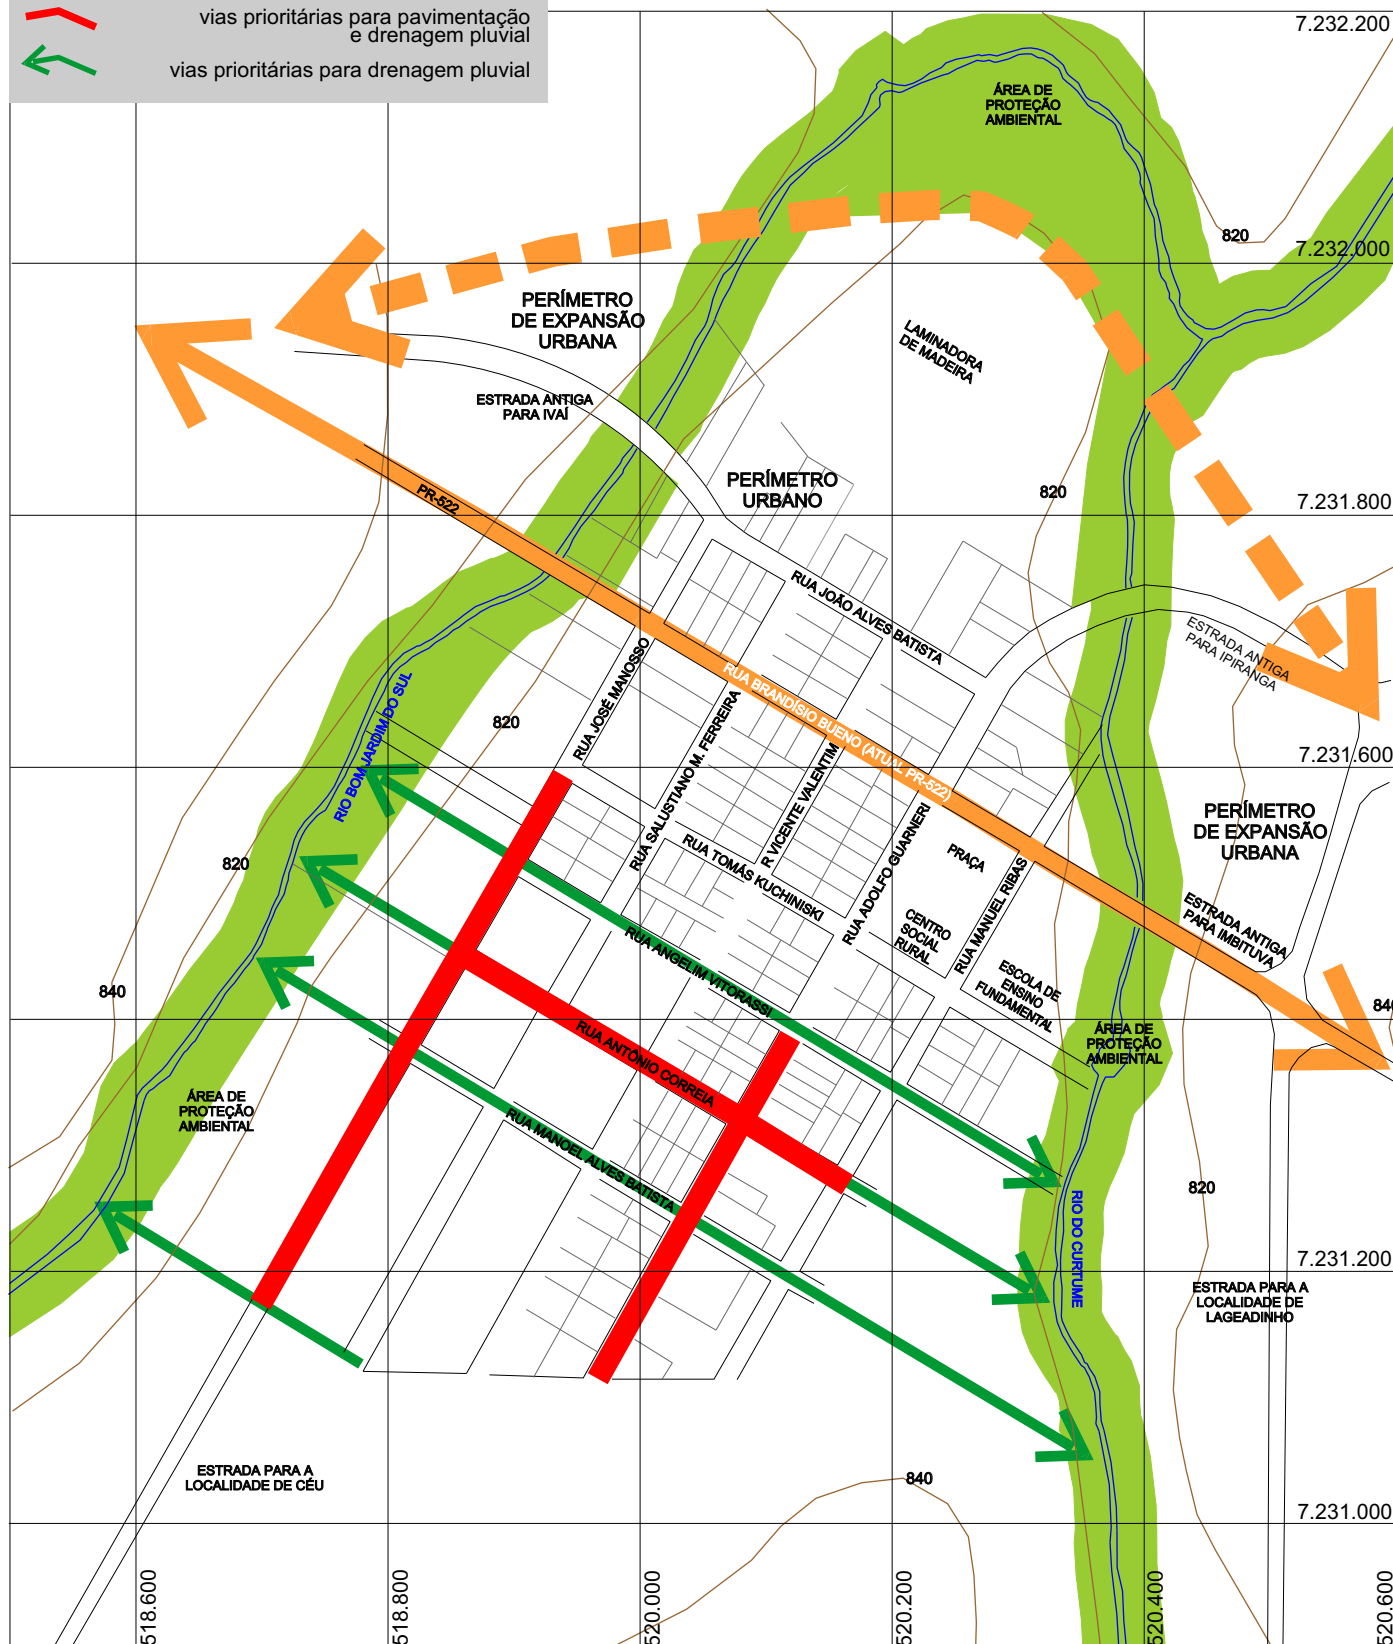 vias prioritárias para pavimentação
e drenagem pluvial
vias prioritárias para drenagem pluvial
7.232.200
ÁREA DE
PROTEÇÃO
AMBIENTAL
820
7.232.000
PERÍMETRO
DE EXPANSÃO
URBANA
LAMINADORA
DE MADEIRA
ESTRADA ANTIGA
PARA IVAÍ
PERÍMETRO
URBANO
820
PR-522
7.231.800
RUA JOÃO ALVES BATISTA
ESTRADA ANTIGA
PARA IPIRANGA
RUA JOSÉ MANOSSO
RUA BRANDÍSIO BUENO (ATUAL PR-522)
RIO BOM JARDIM DO SUL
820
RUA SALUSTIANO M. FERREIRA
R VICENTE VALENTIM
7.231.600
RUA ADOLFO GUARNERI
PERÍMETRO
DE EXPANSÃO
URBANA
RUA TOMÁS KUCHINISKI
PRAÇA
820
RUA MANUEL RIBAS
CENTRO
SOCIAL
RURAL
ESTRADA ANTIGA
PARA IMBITUVA
RUA ANGELIM VITORASSI
ESCOLA DE
ENSINO
FUNDAMENTAL
840
840
RUA ANTÔNIO CORREIA
ÁREA DE
PROTEÇÃO
AMBIENTAL
ÁREA DE
PROTEÇÃO
AMBIENTAL
RUA MANOEL ALVES BATISTA
820
RIO DO CURTUME
7.231.200
ESTRADA PARA A
LOCALIDADE DE
LAGEADINHO
ESTRADA PARA A
LOCALIDADE DE CÉU
840
7.231.000
518.600
518.800
520.000
520.200
520.400
520.600